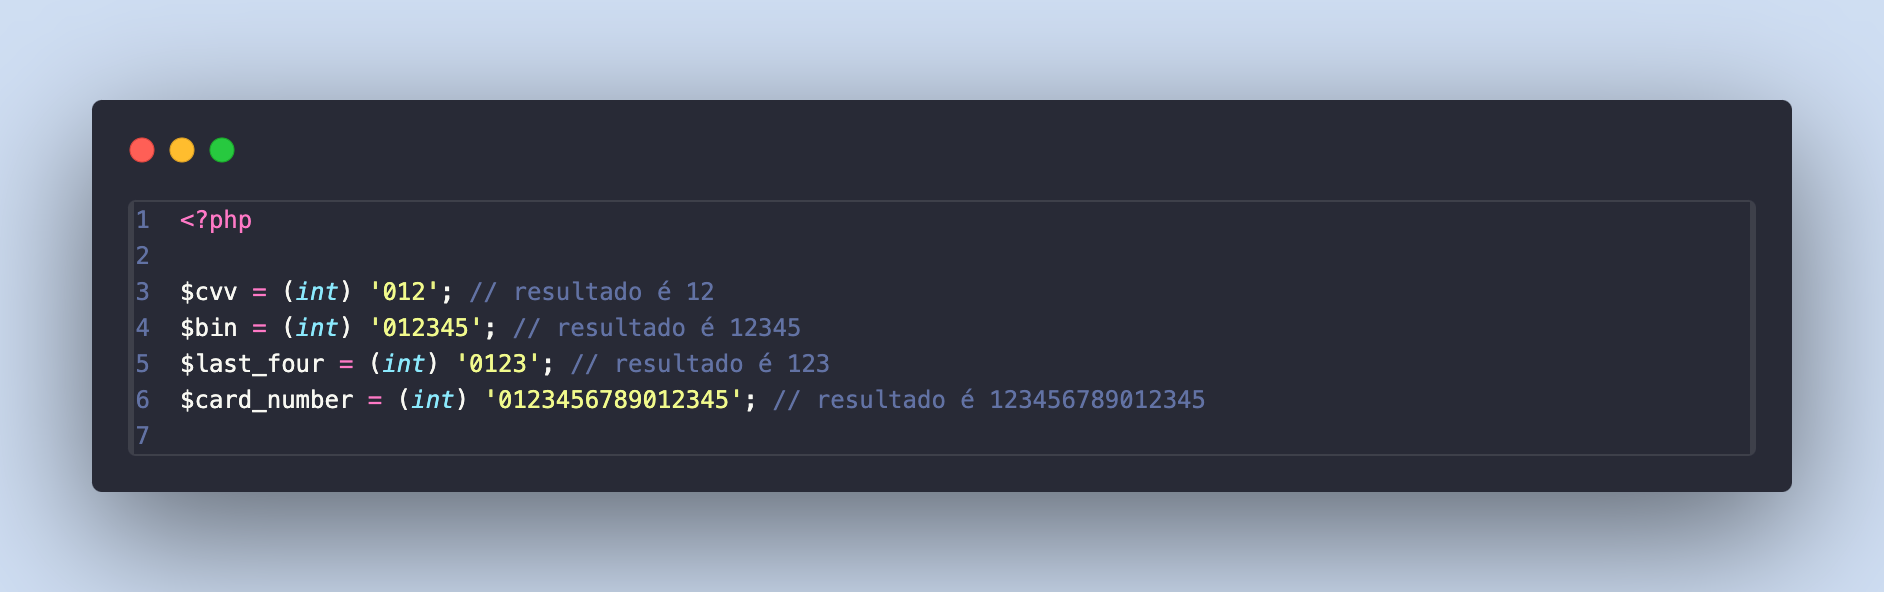 1 <?php
2
3 $cvv = (int) '012'; // resultado é 12
4 $bin = (int) '012345'; // resultado é 12345
5 $last_four = (int) '0123'; // resultado é 123
6 $card_number = (int) '0123456789012345'; // resultado é 123456789012345
7